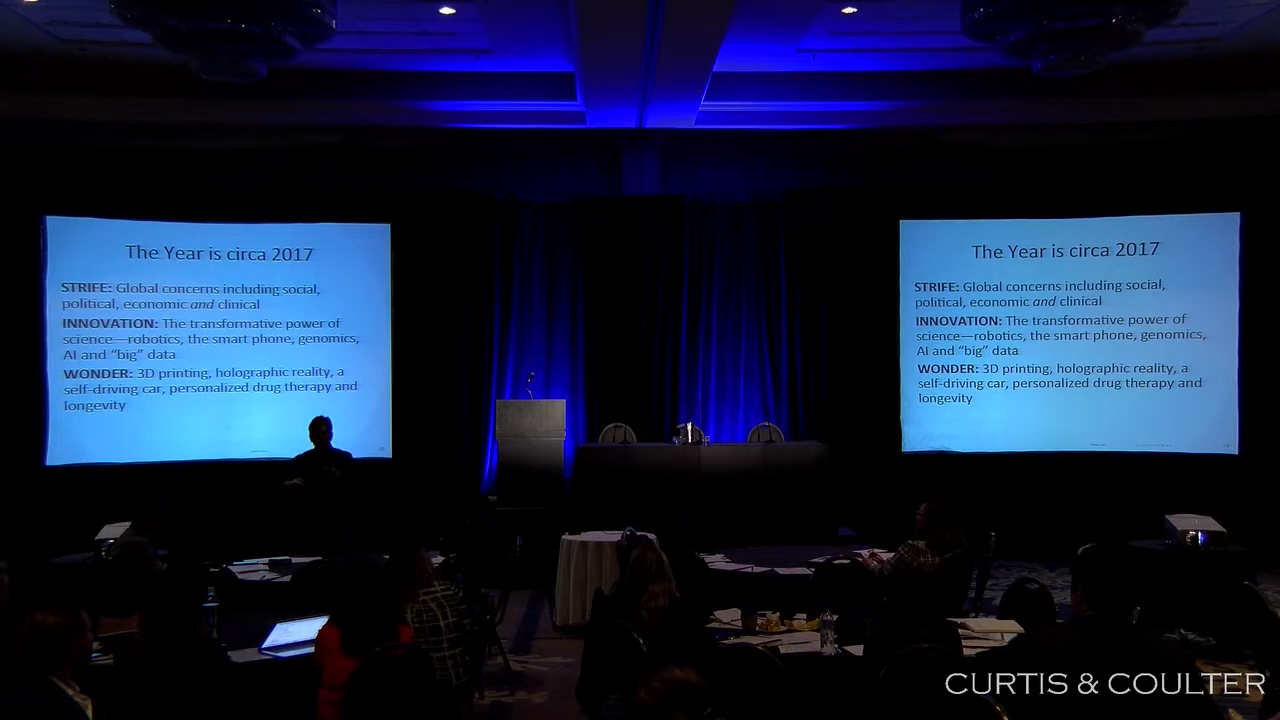 The Year is circa 2017
STRIFE: Global concerns including social,
political, economic and clinical
INNOVATION: The transformative power of
science—robotics, the smart phone, genomics,
AI and “big” data
WONDER: 3D printing, holographic reality, a
self-driving car, personalized drug therapy and
longevity
The Year is circa 2017
STRIFE: Global concerns including social,
political, economic and clinical
INNOVATION: The transformative power of
science—robotics, the smart phone, genomics,
AI and “big” data
WONDER: 3D printing, holographic reality, a
self-driving car, personalized drug therapy and
longevity
CURTIS & COULTER